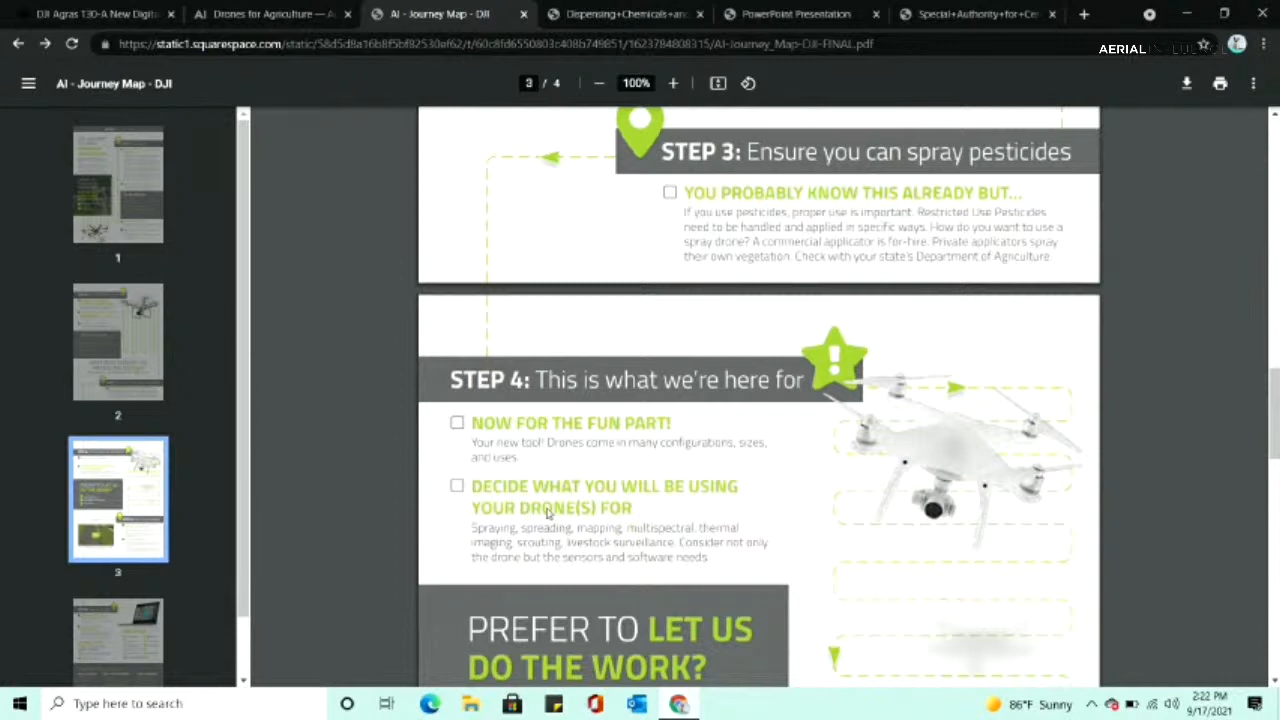 DJI Agras T30-A New Digit
Drones for Agriculture — A
AI - Journey Map - DJI
Dispensing+Chemicals+an
PowerPoint Presentation
Special+Authority+for+Cer
AERIAL
AI - Journey Map - DJI
3 / 4
100%
1
2
3
STEP 3: Ensure you can spray pesticides
YOU PROBABLY KNOW THIS ALREADY BUT...
If you use pesticides, proper use is important. Restricted Use Pesticides
need to be handled and applied in specific ways. How do you want to use a
spray drone? A commercial applicator is for-hire. Private applicators spray
their own vegetation. Check with your state's Department of Agriculture.
STEP 4: This is what we're here for
NOW FOR THE FUN PART!
Your new tool! Drones come in many configurations, sizes,
and uses.
DECIDE WHAT YOU WILL BE USING
YOUR DRONE(S) FOR
Spraying, spreading, mapping, multispectral, thermal
imaging, scouting, livestock surveillance. Consider not only
the drone but the sensors and software needs
PREFER TO LET US
DO THE WORK?
Type here to search
86°F Sunny
2:22 PM
9/17/2021